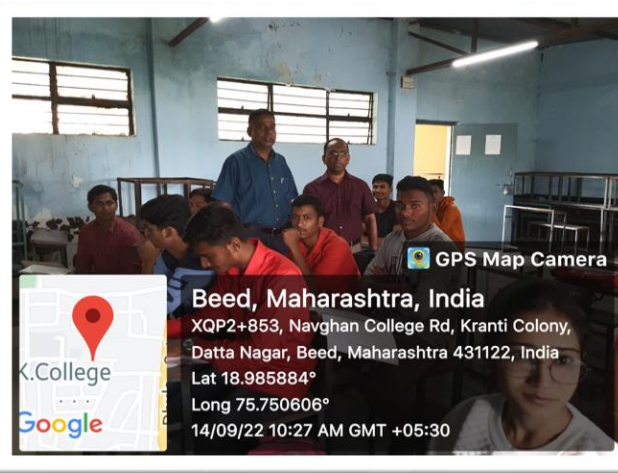 GPS Map Camera
Beed, Maharashtra, India
XQP2+853, Navghan College Rd, Kranti Colony,
Datta Nagar, Beed, Maharashtra 431122, India
Lat 18.985884°
Long 75.750606°
14/09/22 10:27 AM GMT +05:30
K.College
Google